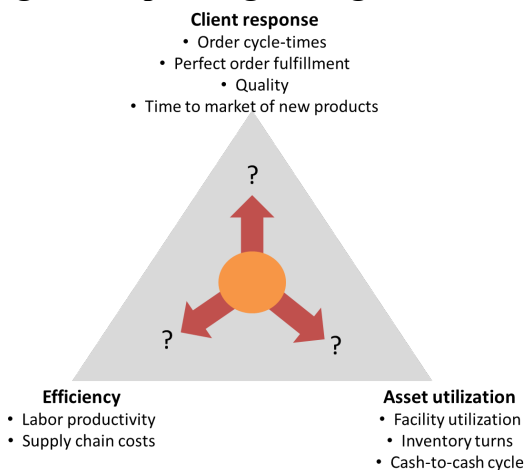 Client response
• Order cycle-times
• Perfect order fulfillment
• Quality
• Time to market of new products
?
?
?
Efficiency
• Labor productivity
• Supply chain costs
Asset utilization
• Facility utilization
• Inventory turns
• Cash-to-cash cycle